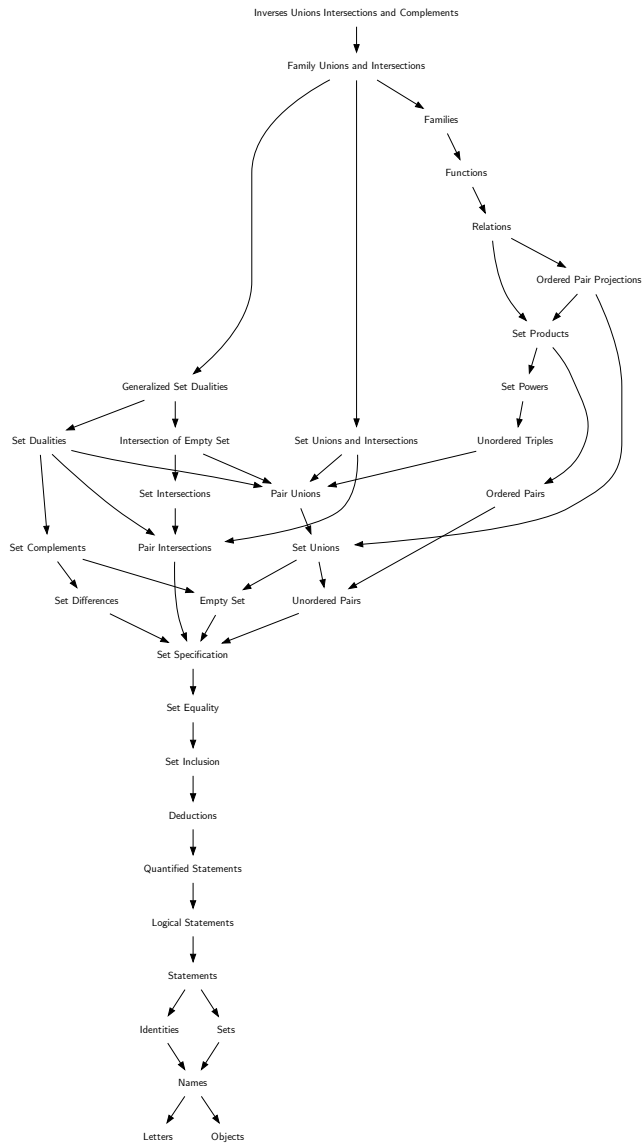 Inverses Unions Intersections and Complements
Family Unions and Intersections
Families
Functions
Relations
Ordered Pair Projections
Set Products
Generalized Set Dualities
Set Powers
Set Dualities
Intersection of Empty Set
Set Unions and Intersections
Unordered Triples
Set Intersections
Pair Unions
Ordered Pairs
Set Complements
Pair Intersections
Set Unions
Set Differences
Empty Set
Unordered Pairs
Set Specification
Set Equality
Set Inclusion
Deductions
Quantified Statements
Logical Statements
Statements
Identities
Sets
Names
Letters
Objects